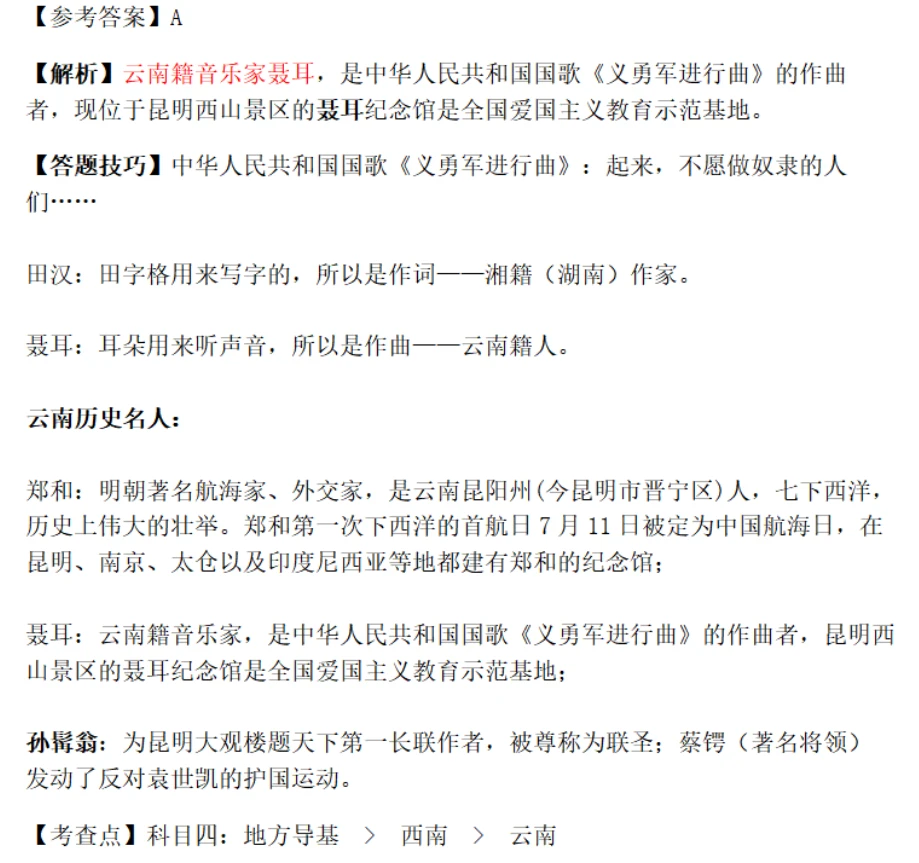 【参考答案】A
【解析】云南籍音乐家聂耳，是中华人民共和国国歌《义勇军进行曲》的作曲
者，现位于昆明西山景区的聂耳纪念馆是全国爱国主义教育示范基地。
【答题技巧】中华人民共和国国歌《义勇军进行曲》：起来，不愿做奴隶的人
们……
田汉：田字格用来写字的，所以是作词——湘籍（湖南）作家。
聂耳：耳朵用来听声音，所以是作曲——云南籍人。
云南历史名人：
郑和：明朝著名航海家、外交家，是云南昆阳州(今昆明市晋宁区)人，七下西洋，
历史上伟大的壮举。郑和第一次下西洋的首航日 7 月 11 日被定为中国航海日，在
昆明、南京、太仓以及印度尼西亚等地都建有郑和的纪念馆；
聂耳：云南籍音乐家，是中华人民共和国国歌《义勇军进行曲》的作曲者，昆明西
山景区的聂耳纪念馆是全国爱国主义教育示范基地；
孙髯翁：为昆明大观楼题天下第一长联作者，被尊称为联圣；蔡锷（著名将领）
发动了反对袁世凯的护国运动。
【考查点】科目四：地方导基 > 西南 > 云南